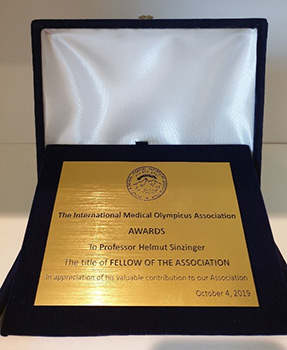 The International Medical Olympicus Association
AWARDS
To Professor Helmut Sinzinger
The title of FELLOW OF THE ASSOCIATION
In appreciation of his valuable contribution to our Association
October 4, 2019